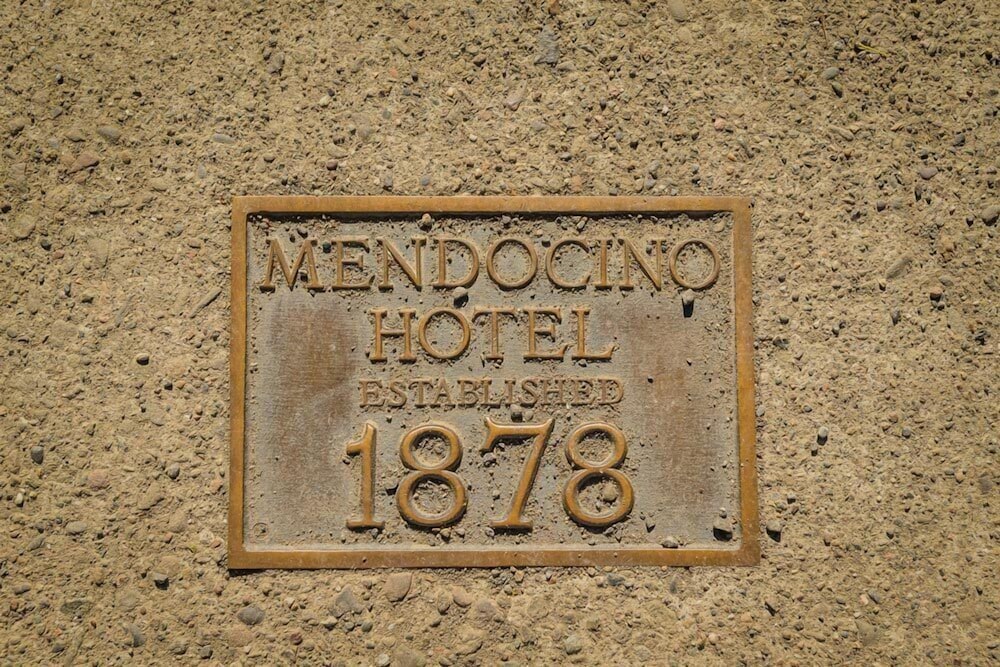 MENDOCINO
HOTEL
ESTABLISHED
1878